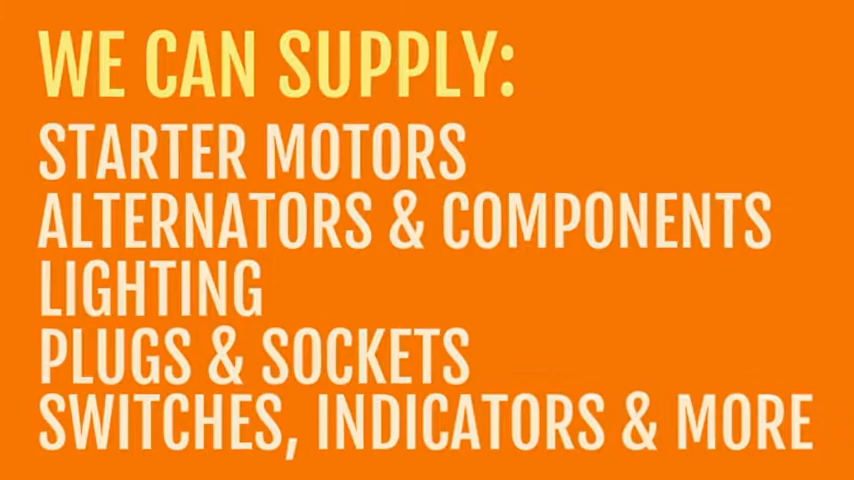 WE CAN SUPPLY:
STARTER MOTORS
ALTERNATORS & COMPONENTS
LIGHTING
PLUGS & SOCKETS
SWITCHES, INDICATORS & MORE